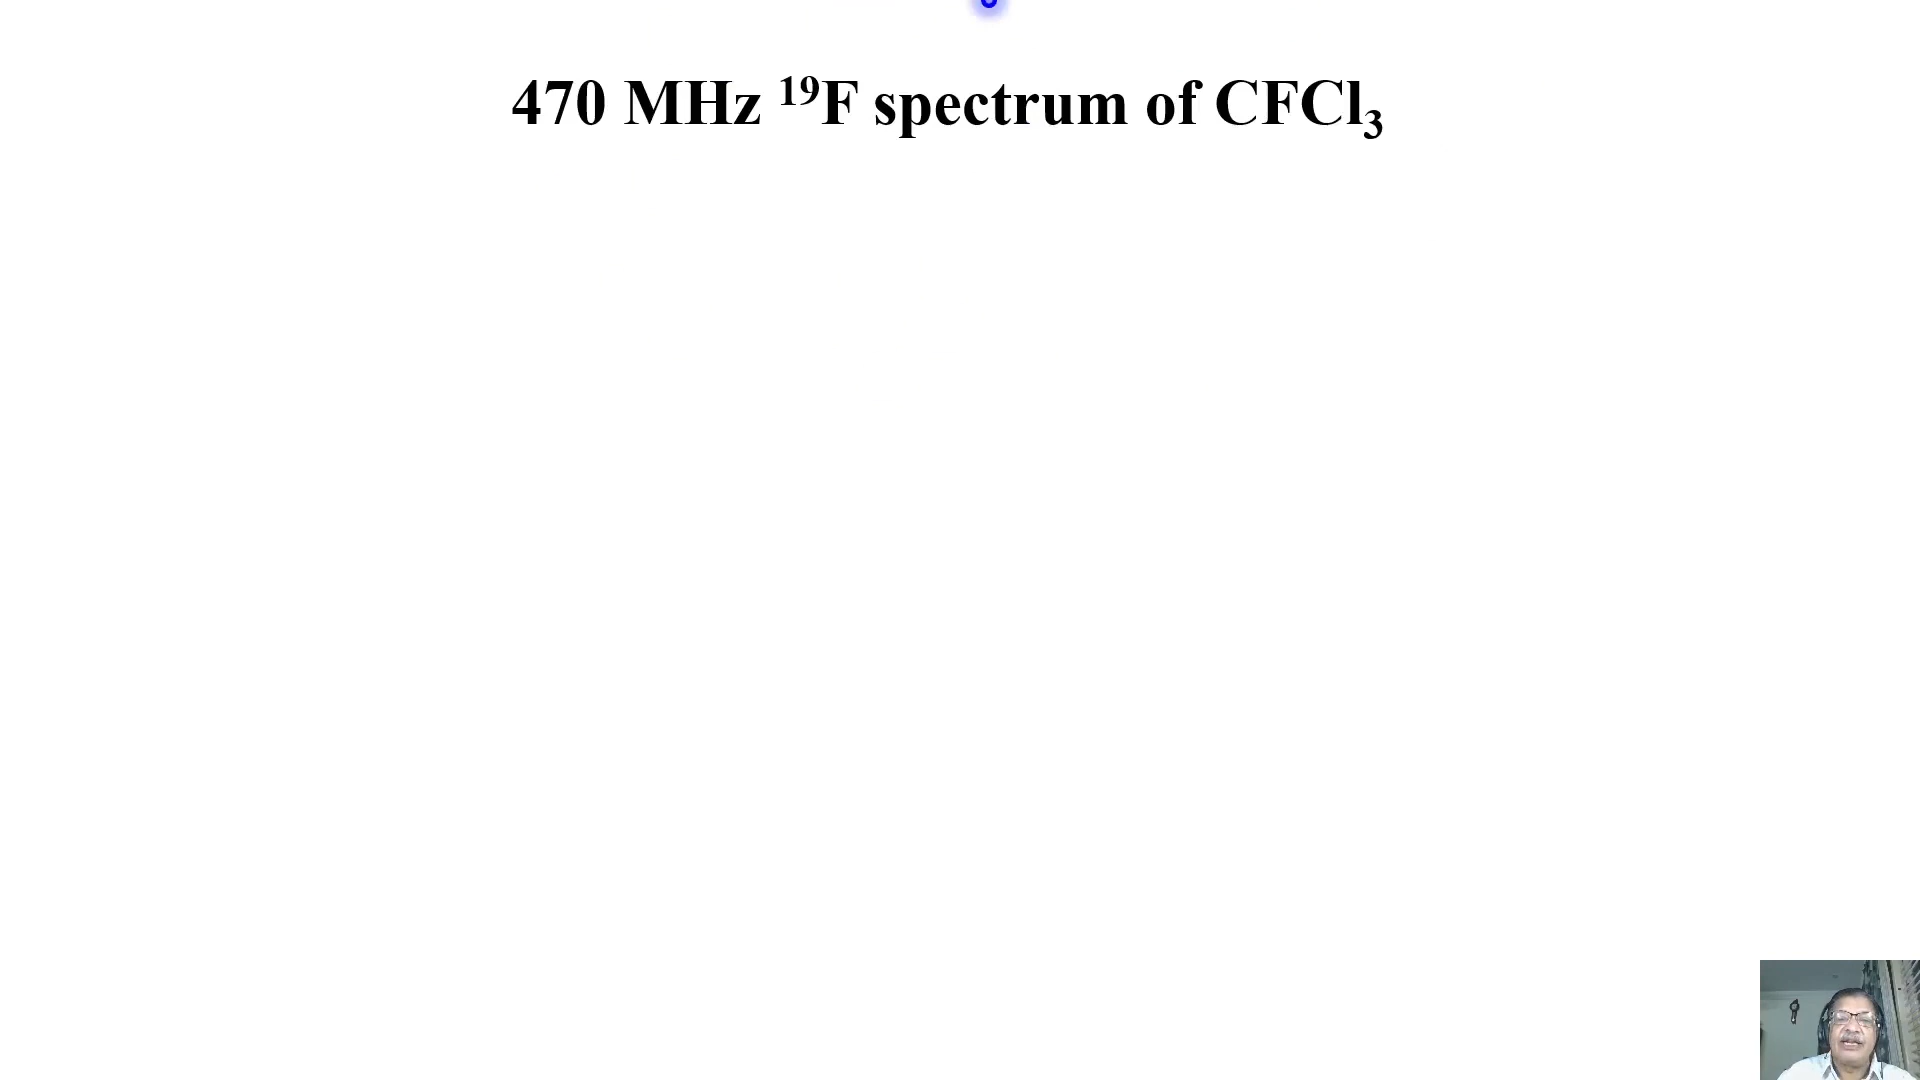 470 MHz ¹⁹F spectrum of CFCl₃